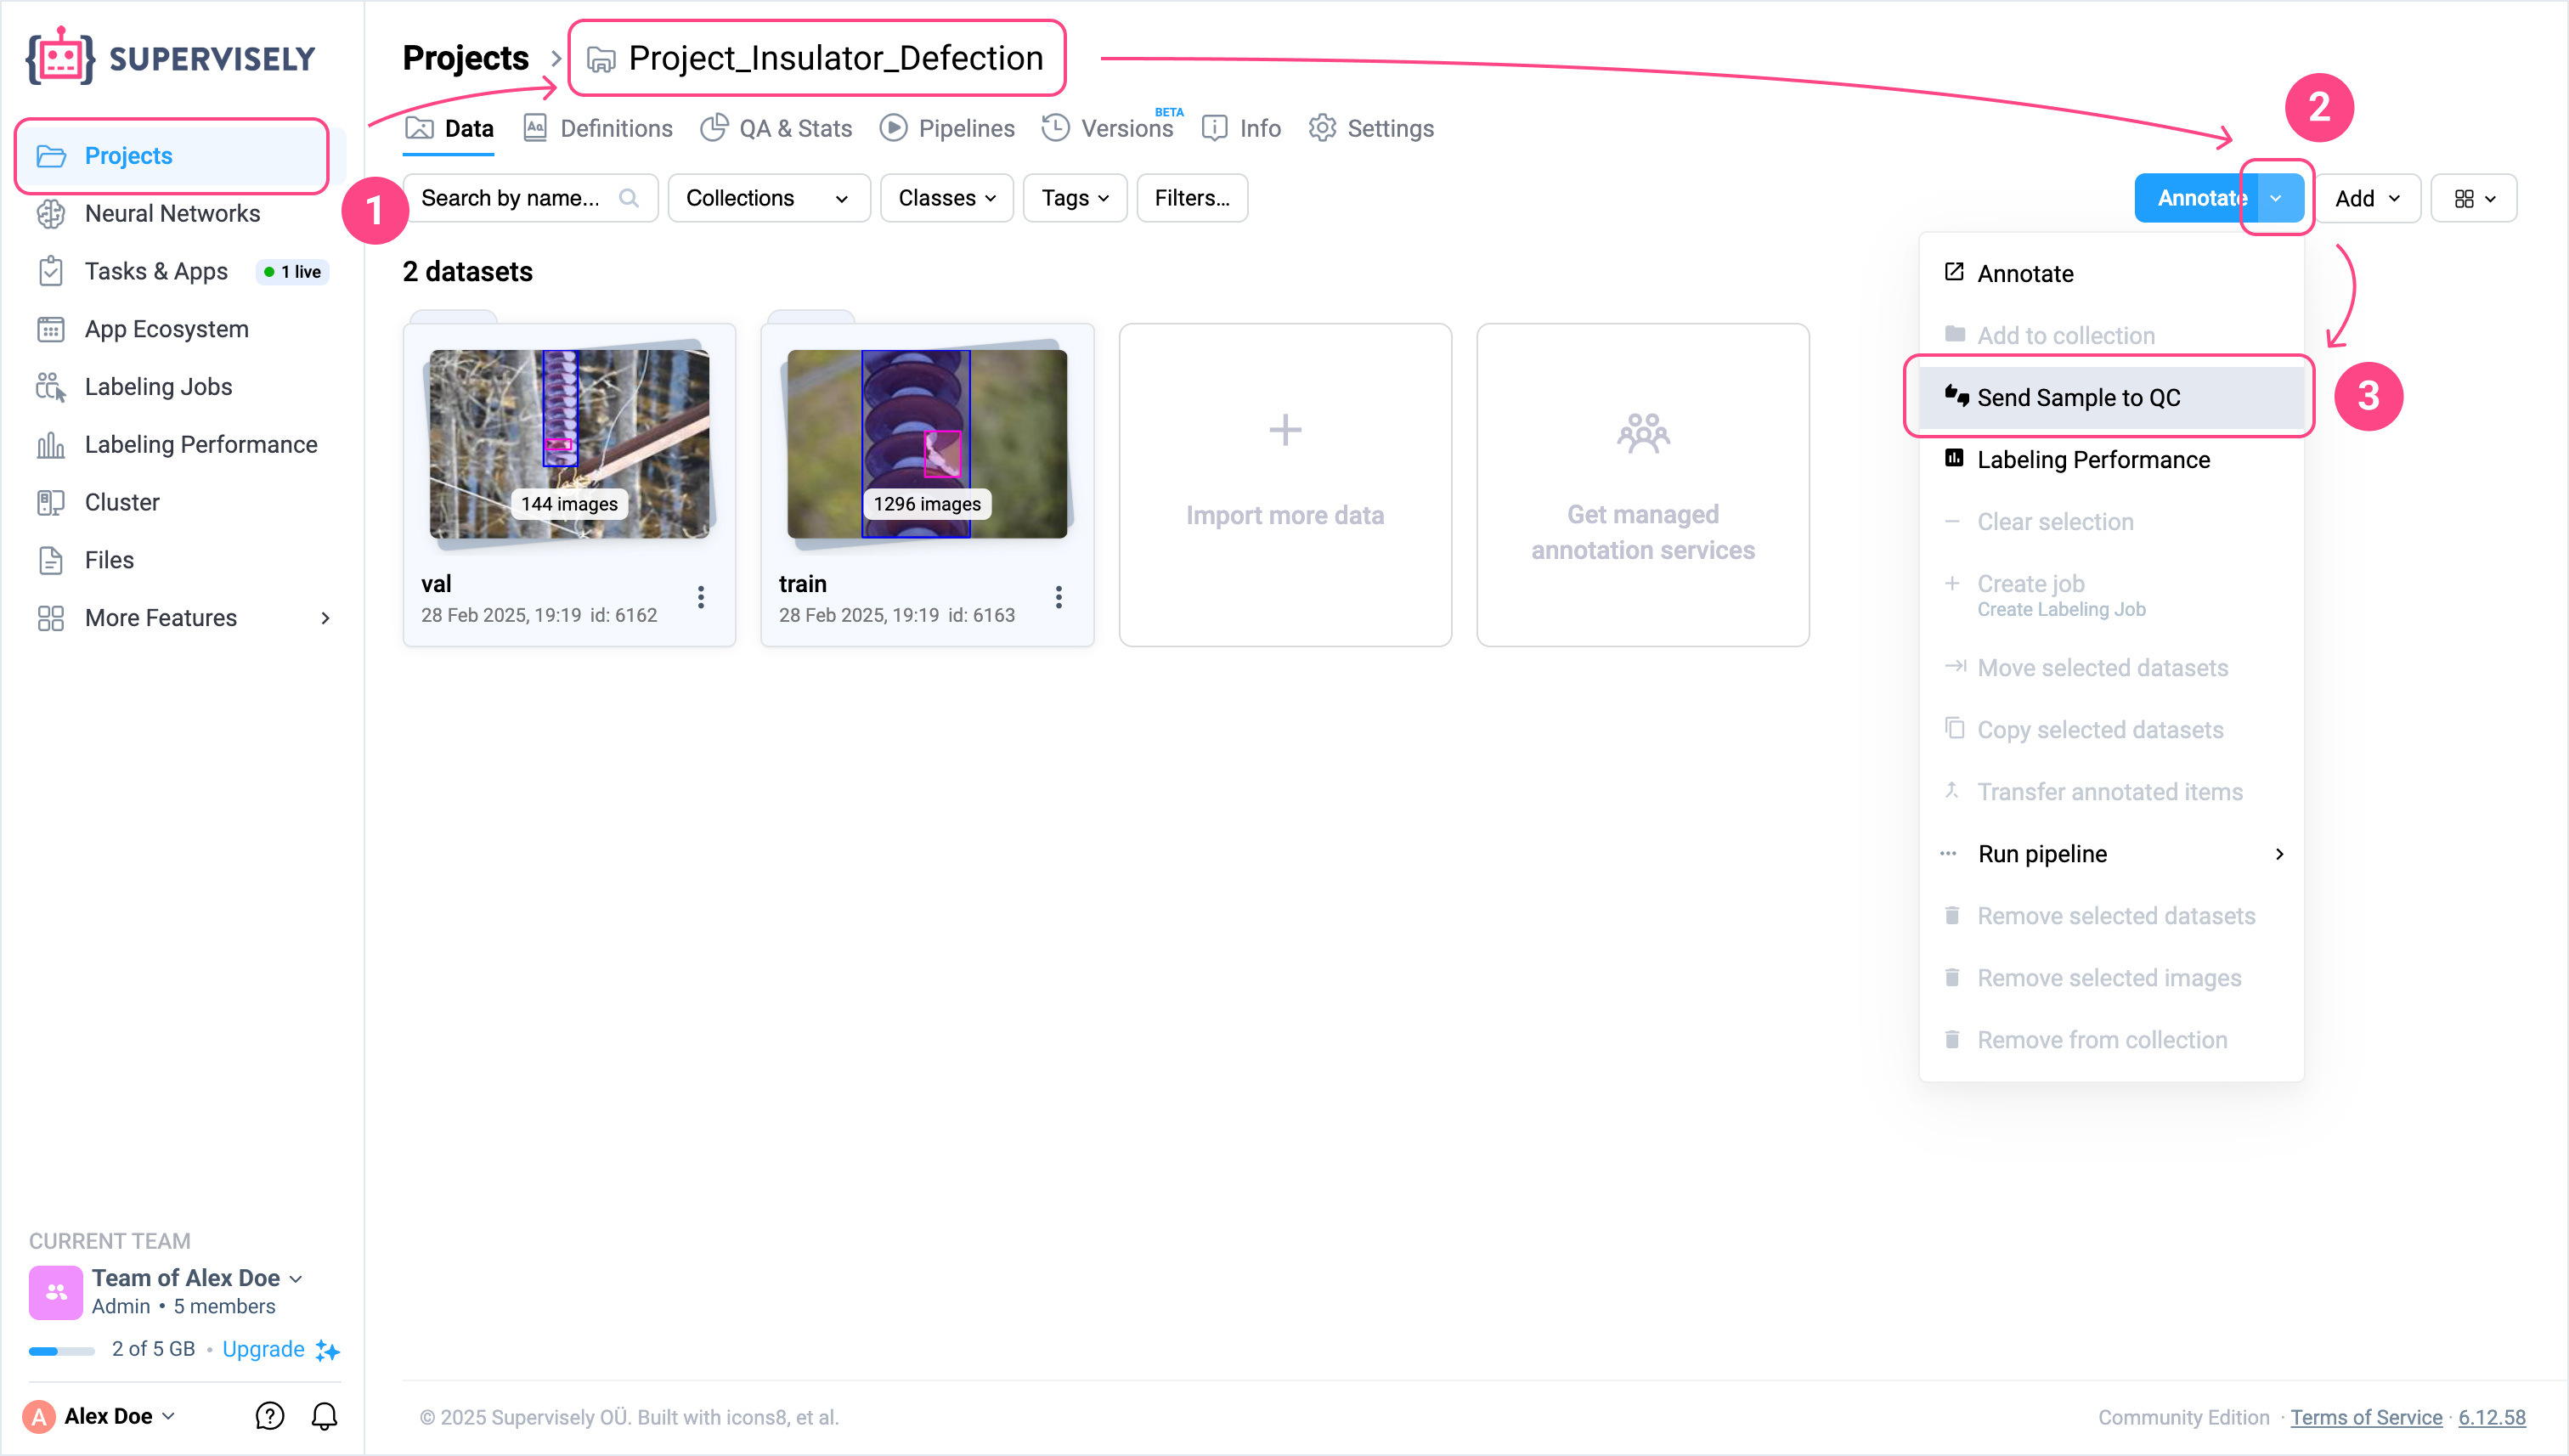 SUPERVISELY
Projects
Neural Networks
Tasks & Apps 1 live
App Ecosystem
Labeling Jobs
Labeling Performance
Cluster
Files
More Features
CURRENT TEAM
Team of Alex Doe
Admin • 5 members
2 of 5 GB • Upgrade
A Alex Doe
Projects > Project_Insulator_Defection
Data Definitions QA & Stats Pipelines Versions BETA Info Settings
1
2
Search by name... Collections Classes Tags Filters... Annotate Add
2 datasets
144 images
val
28 Feb 2025, 19:19 id: 6162
1296 images
train
28 Feb 2025, 19:19 id: 6163
Import more data
Get managed
annotation services
Annotate
Add to collection
Send Sample to QC
3
Labeling Performance
Clear selection
Create job
Create Labeling Job
Move selected datasets
Copy selected datasets
Transfer annotated items
Run pipeline
Remove selected datasets
Remove selected images
Remove from collection
© 2025 Supervisely OÜ. Built with icons8, et al.
Community Edition · Terms of Service · 6.12.58